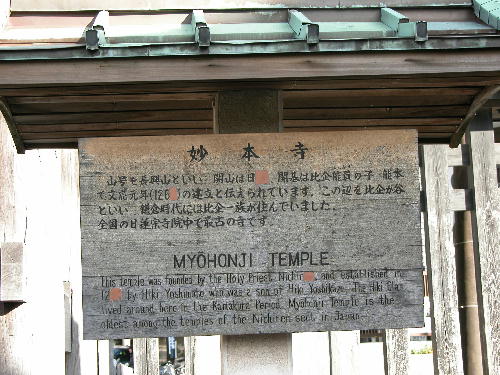 妙本寺
山号を長興山といい、開山は日 、開基は比企能員の子、能本
で文応元年(126 )の建立と伝えられています。この辺を比企が谷
といい、鎌倉時代には比企一族が住んでいました。
全国の日蓮宗寺院中で最古の寺です。
MYŌHONJI TEMPLE
This temple was founded by the Holy Priest Nichir and established in
12 by Hiki Yoshimoto who was a son of Hiki Yoshikazu. The Hiki Clan
lived around here in the Kamakura Period. Myōhonji Temple is the
oldest among the temples of the Nichiren sect in Japan.